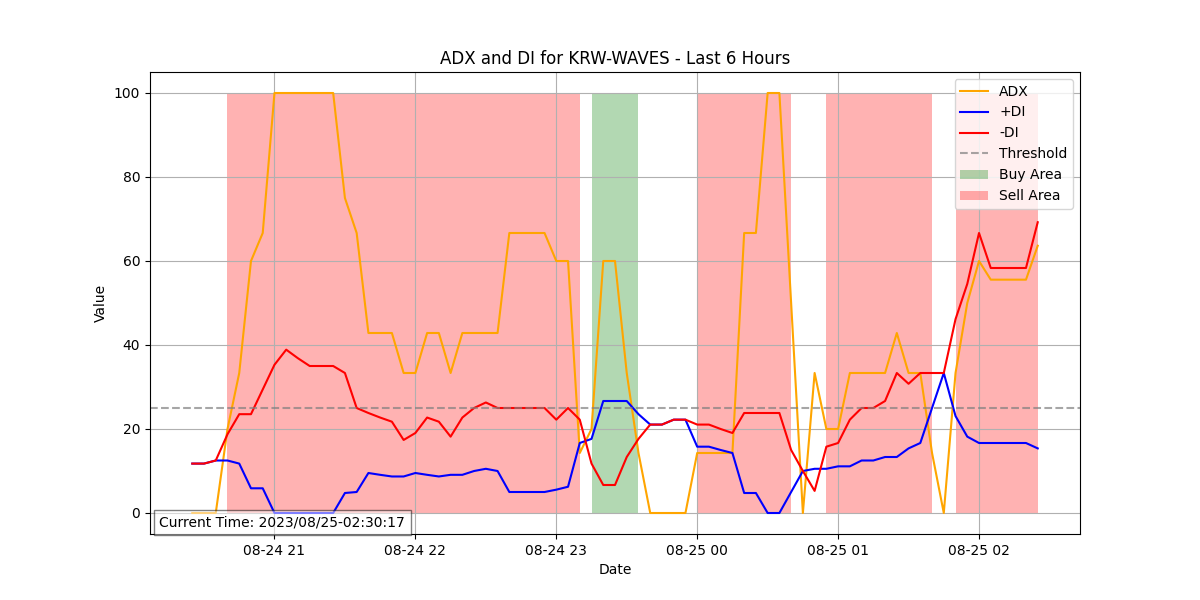 ADX and DI for KRW-WAVES - Last 6 Hours
100
80
60
40
20
0
Value
ADX
+DI
-DI
Threshold
Buy Area
Sell Area
Current Time: 2023/08/25-02:30:17
08-24 21
08-24 22
08-24 23
08-25 00
08-25 01
08-25 02
Date